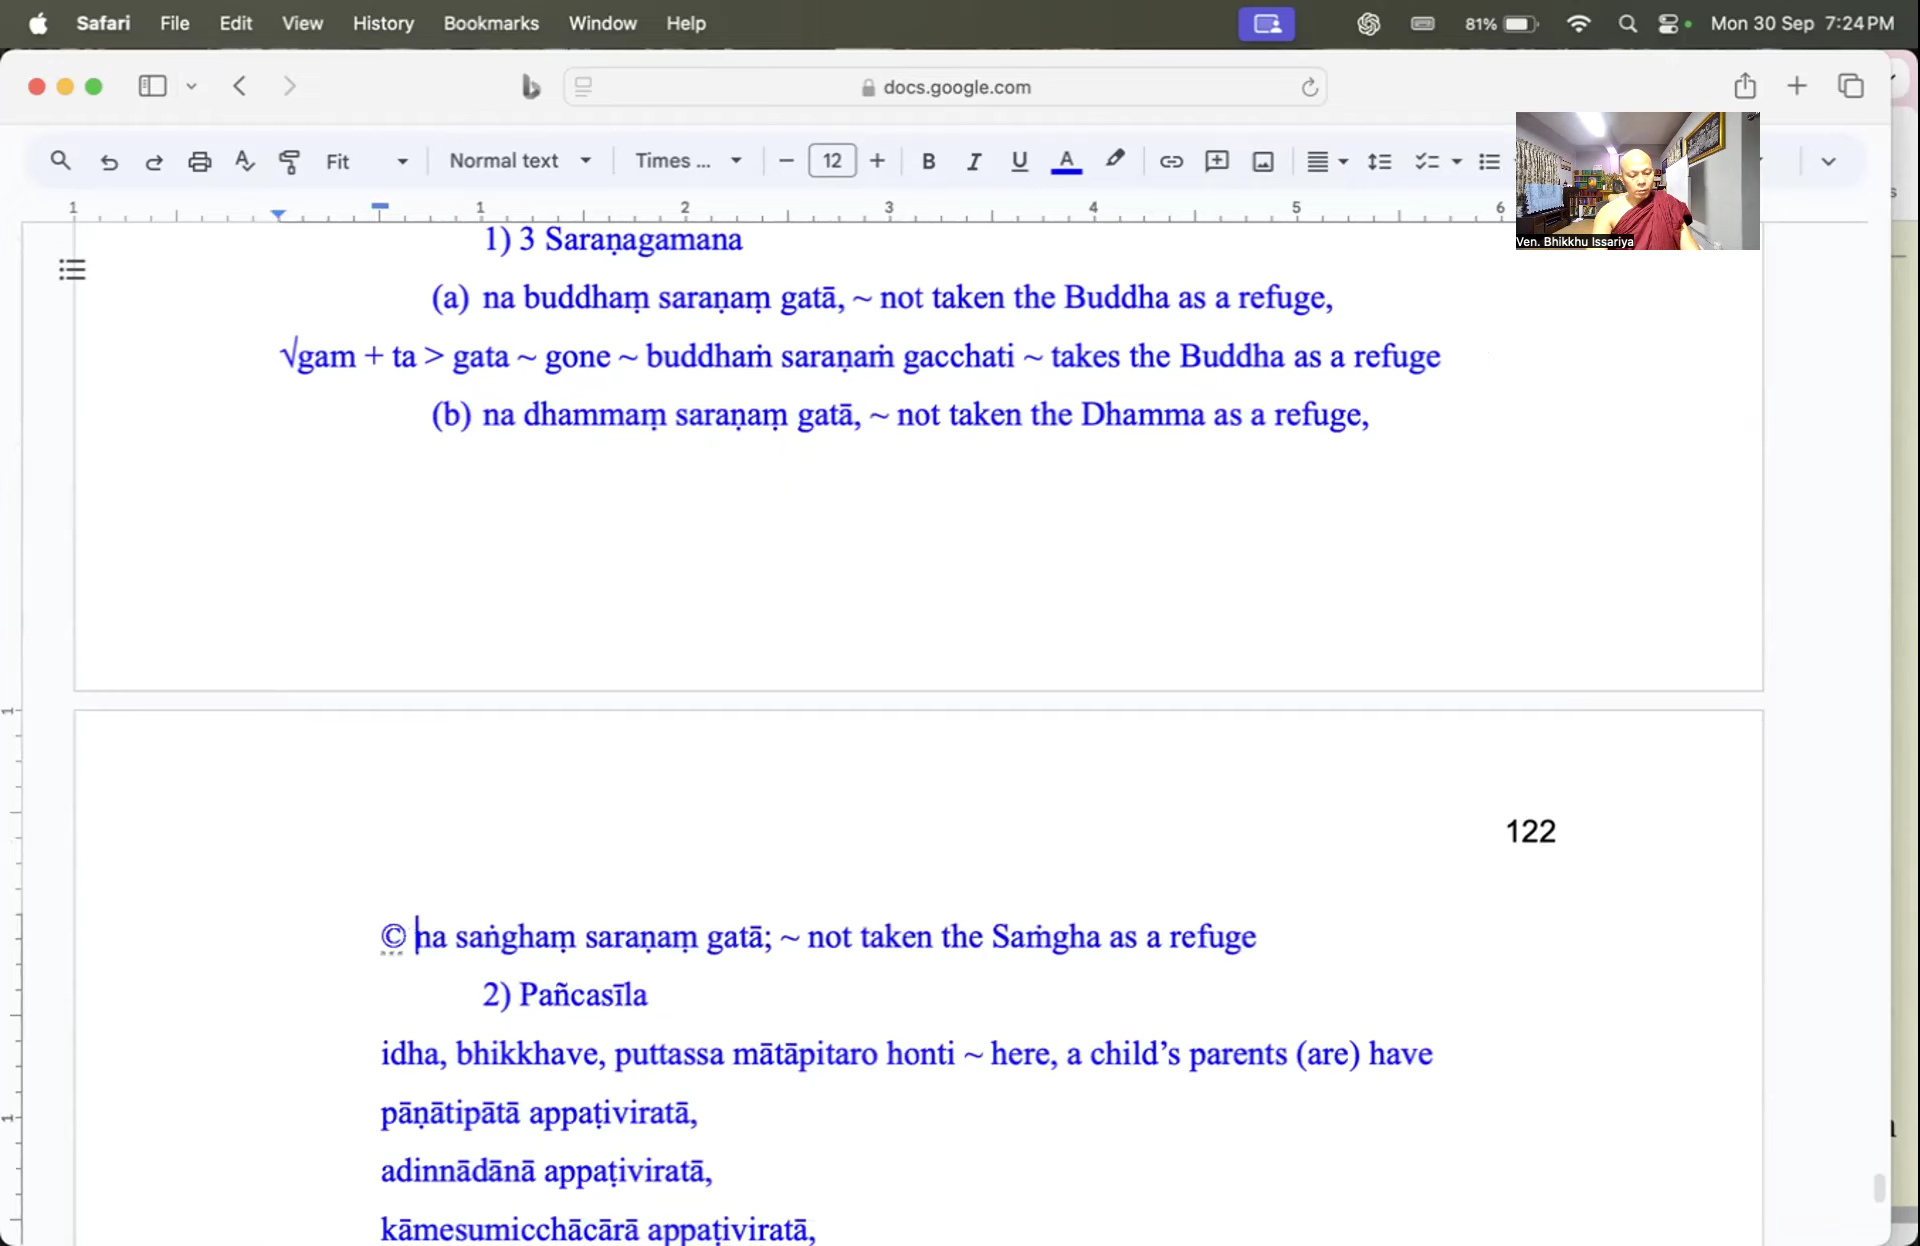 Safari File Edit View History Bookmarks Window Help 81% Mon 30 Sep 7:24 PM
docs.google.com
Fit Normal text Times ... 12 B I U A
1 1 2 3 4 5 6
Ven. Bhikkhu Issariya
1) 3 Saraṇagamana
(a) na buddhaṃ saraṇaṃ gatā, ~ not taken the Buddha as a refuge,
√gam + ta > gata ~ gone ~ buddhaṁ saraṇaṁ gacchati ~ takes the Buddha as a refuge
(b) na dhammaṃ saraṇaṃ gatā, ~ not taken the Dhamma as a refuge,
122
© na saṅghaṃ saraṇaṃ gatā; ~ not taken the Saṁgha as a refuge
2) Pañcasīla
idha, bhikkhave, puttassa mātāpitaro honti ~ here, a child’s parents (are) have
pāṇātipātā appaṭiviratā,
adinnādānā appaṭiviratā,
kāmesumicchācārā appaṭiviratā,